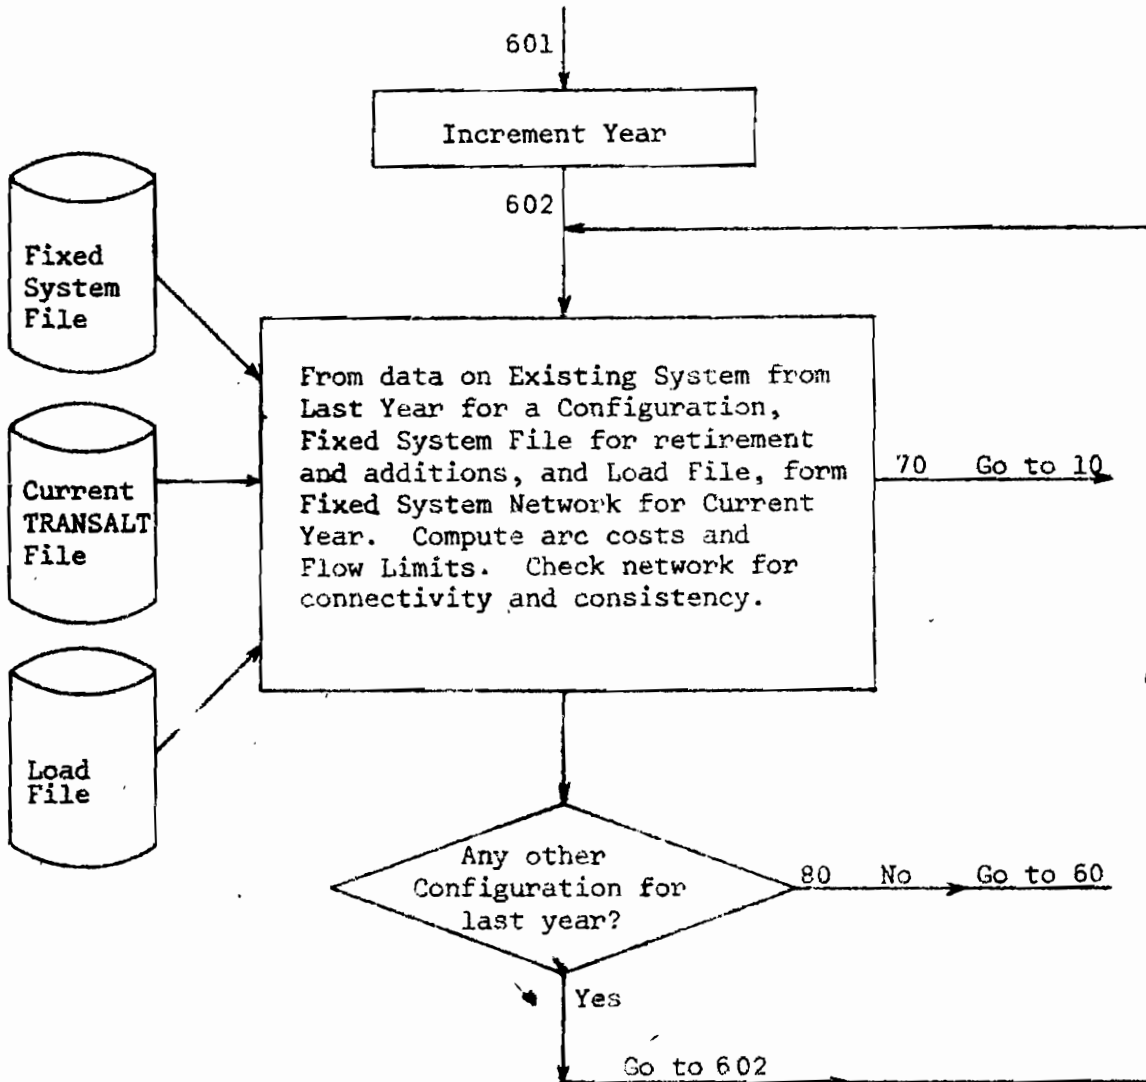 601
Increment Year
602
Fixed
System
File
Current
TRANSALT
File
Load
File
From data on Existing System from
Last Year for a Configuration,
Fixed System File for retirement
and additions, and Load File, form
Fixed System Network for Current
Year. Compute arc costs and
Flow Limits. Check network for
connectivity and consistency.
70 Go to 10
Any other
Configuration for
last year?
80 No Go to 60
Yes
Go to 602